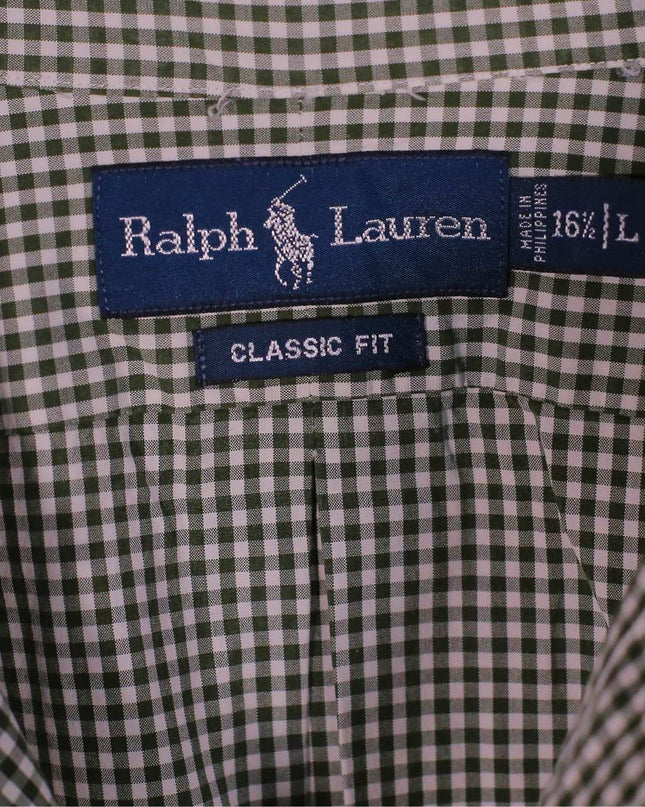 Ralph Lauren
MADE IN
PHILIPPINES
16½ | L
CLASSIC FIT